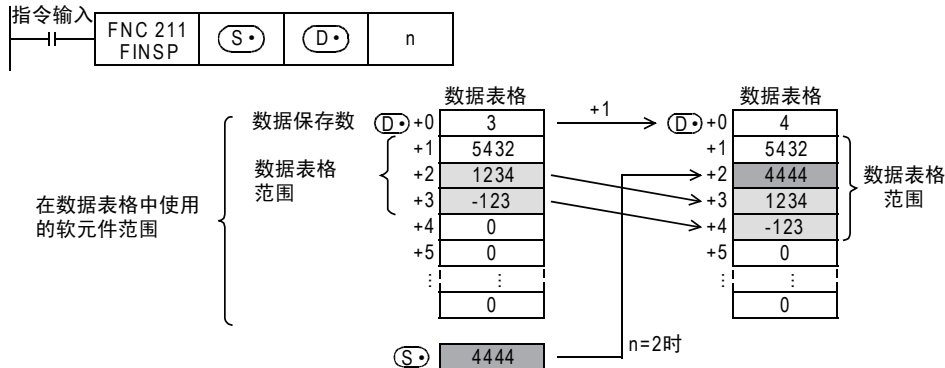 指令输入
FNC 211 FINSP S· D· n
数据表格 数据表格
数据保存数 D· +0 3 +1 D· +0 4
+1 5432 +1 5432
数据表格范围 +2 1234 +2 4444 数据表格范围
+3 -123 +3 1234
在数据表格中使用的软元件范围 +4 0 +4 -123
+5 0 +5 0
⋮ ⋮ ⋮ ⋮
0 0
S· 4444 n=2时